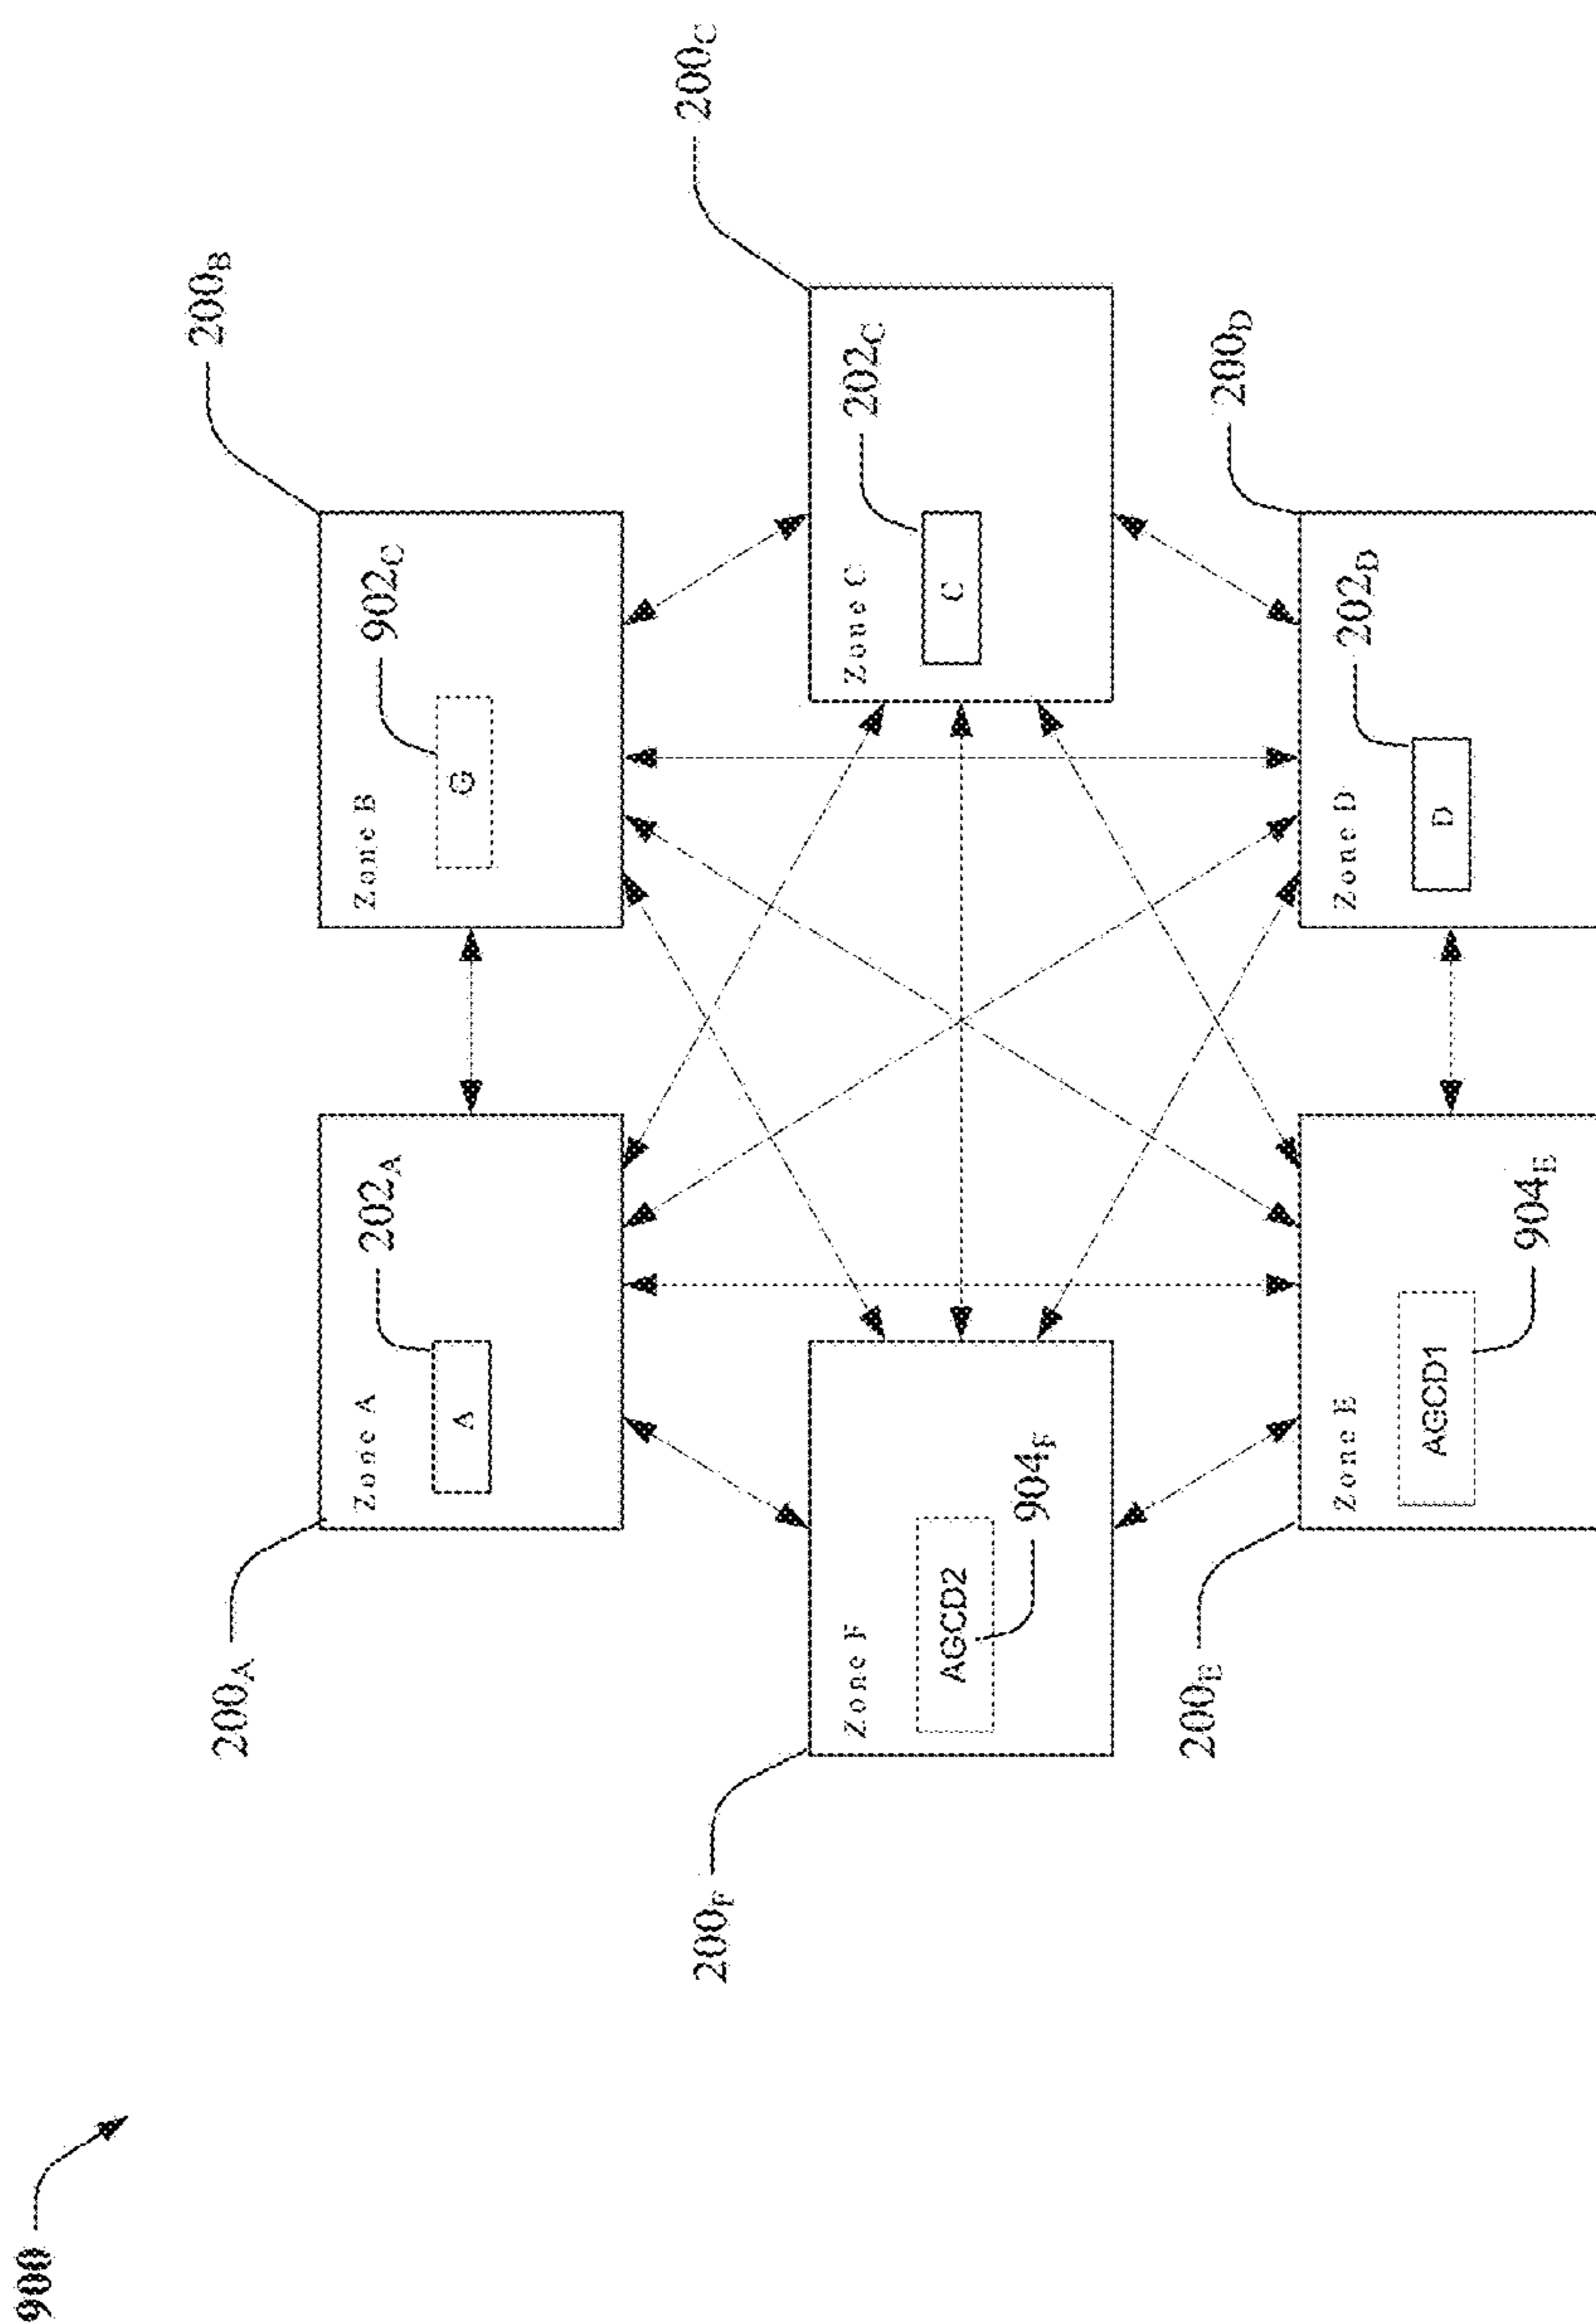 900
200A
Zone A
202A
A
200B
Zone B
902C
G
200F
Zone F
AGCD2
904F
200C
Zone C
202C
C
200E
Zone E
AGCD1
904E
200D
Zone D
202D
D